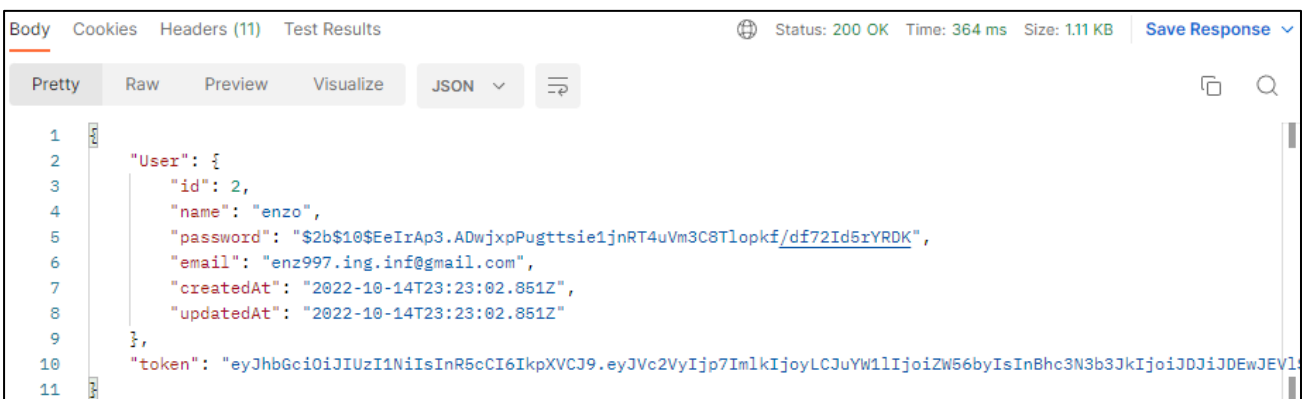 Body Cookies Headers (11) Test Results Status: 200 OK Time: 364 ms Size: 1.11 KB Save Response
Pretty Raw Preview Visualize JSON
1 {
2 "User": {
3 "id": 2,
4 "name": "enzo",
5 "password": "$2b$10$EeIrAp3.ADwjxpPugttsie1jnRT4uVm3C8Tlopkf/df72Id5rYRDK",
6 "email": "enz997.ing.inf@gmail.com",
7 "createdAt": "2022-10-14T23:23:02.851Z",
8 "updatedAt": "2022-10-14T23:23:02.851Z"
9 },
10 "token": "eyJhbGciOiJIUzI1NiIsInR5cCI6IkpXVCJ9.eyJVc2VyIjp7ImlkIjoyLCJuYW1lIjoiZW56byIsInBhc3N3b3JkIjoiJDJiJDEwJEVlS
11 }